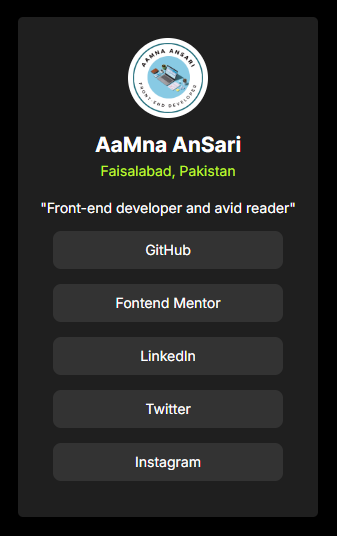 AAMNA ANSARI
FRONT-END DEVELOPER
AaMna AnSari
Faisalabad, Pakistan
"Front-end developer and avid reader"
GitHub
Fontend Mentor
LinkedIn
Twitter
Instagram